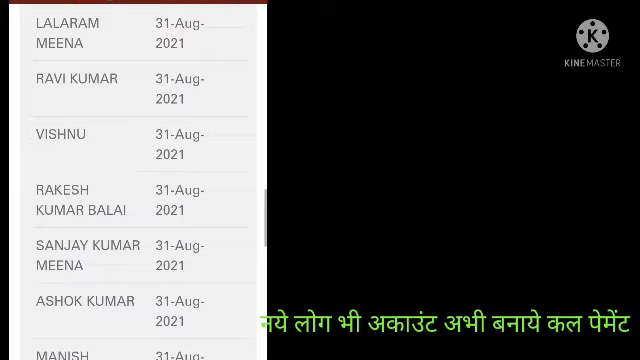 LALARAM 31-Aug-
MEENA 2021
RAVI KUMAR 31-Aug-
2021
VISHNU 31-Aug-
2021
RAKESH 31-Aug-
KUMAR BALAI 2021
SANJAY KUMAR 31-Aug-
MEENA 2021
ASHOK KUMAR 31-Aug-
2021
MANISH 31-Aug-
K
KINEMASTER
नये लोग भी अकाउंट अभी बनाये कल पेमेंट